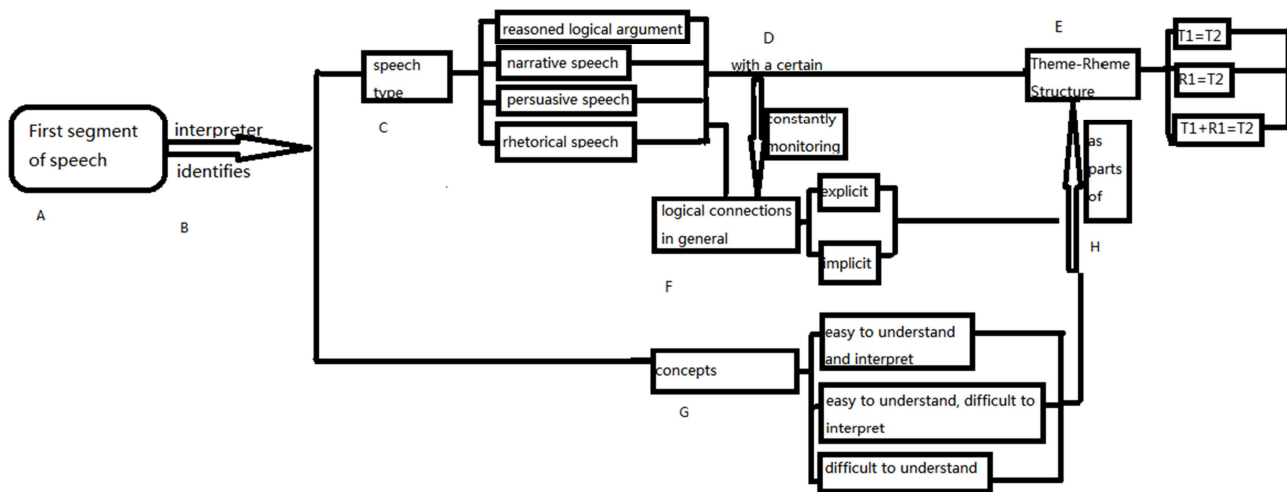 First segment
of speech
A
interpreter
identifies
B
speech
type
C
reasoned logical argument
narrative speech
persuasive speech
rhetorical speech
D
with a certain
constantly
monitoring
E
Theme-Rheme
Structure
T1=T2
R1=T2
T1+R1=T2
logical connections
in general
F
explicit
implicit
as
parts
of
H
concepts
G
easy to understand
and interpret
easy to understand, difficult to
interpret
difficult to understand